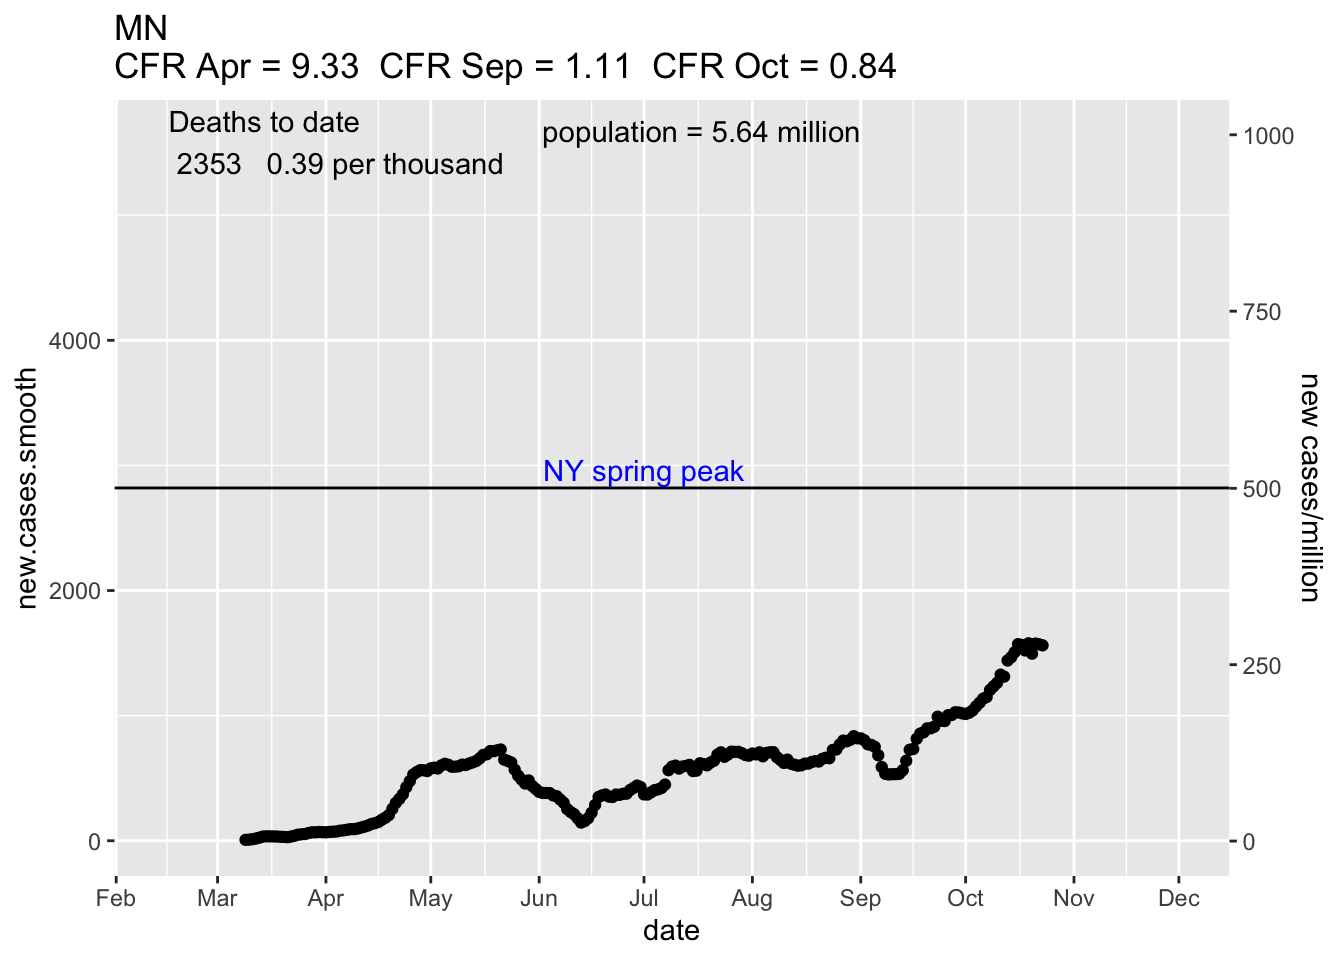 MN
CFR Apr = 9.33  CFR Sep = 1.11  CFR Oct = 0.84
Deaths to date
2353   0.39 per thousand
population = 5.64 million
NY spring peak
new.cases.smooth
4000
2000
0
1000
750
500
250
0
new cases/million
Feb Mar Apr May Jun Jul Aug Sep Oct Nov Dec
date